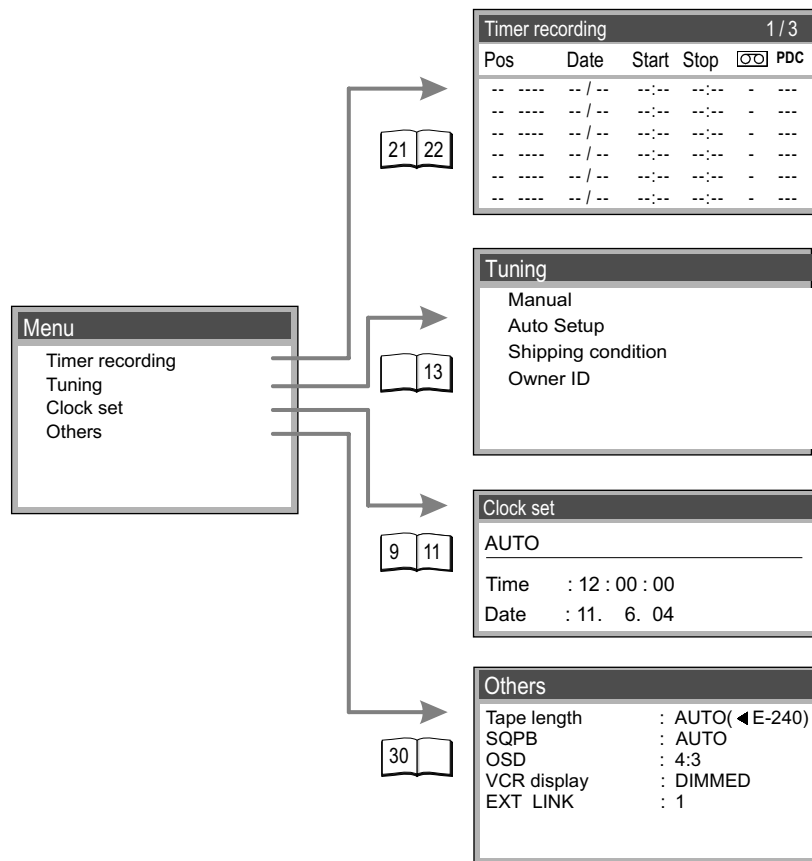 Timer recording 1 / 3
Pos Date Start Stop PDC
-- ---- -- / -- --:-- --:-- - ---
-- ---- -- / -- --:-- --:-- - ---
-- ---- -- / -- --:-- --:-- - ---
-- ---- -- / -- --:-- --:-- - ---
-- ---- -- / -- --:-- --:-- - ---
-- ---- -- / -- --:-- --:-- - ---
21 22
Menu
Timer recording
Tuning
Clock set
Others
Tuning
Manual
Auto Setup
Shipping condition
Owner ID
13
Clock set
AUTO
Time : 12 : 00 : 00
Date : 11. 6. 04
9 11
Others
Tape length : AUTO(◀E-240)
SQPB : AUTO
OSD : 4:3
VCR display : DIMMED
EXT LINK : 1
30